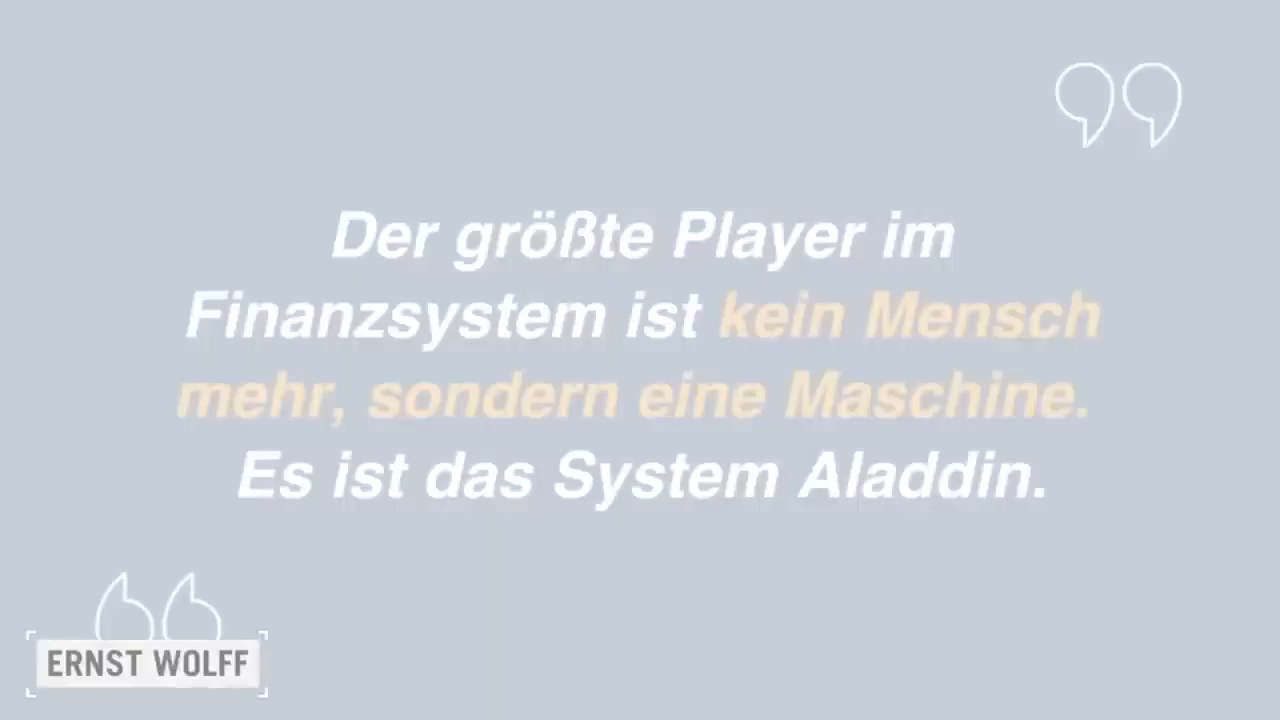 Der größte Player im
Finanzsystem ist kein Mensch
mehr, sondern eine Maschine.
Es ist das System Aladdin.
ERNST WOLFF